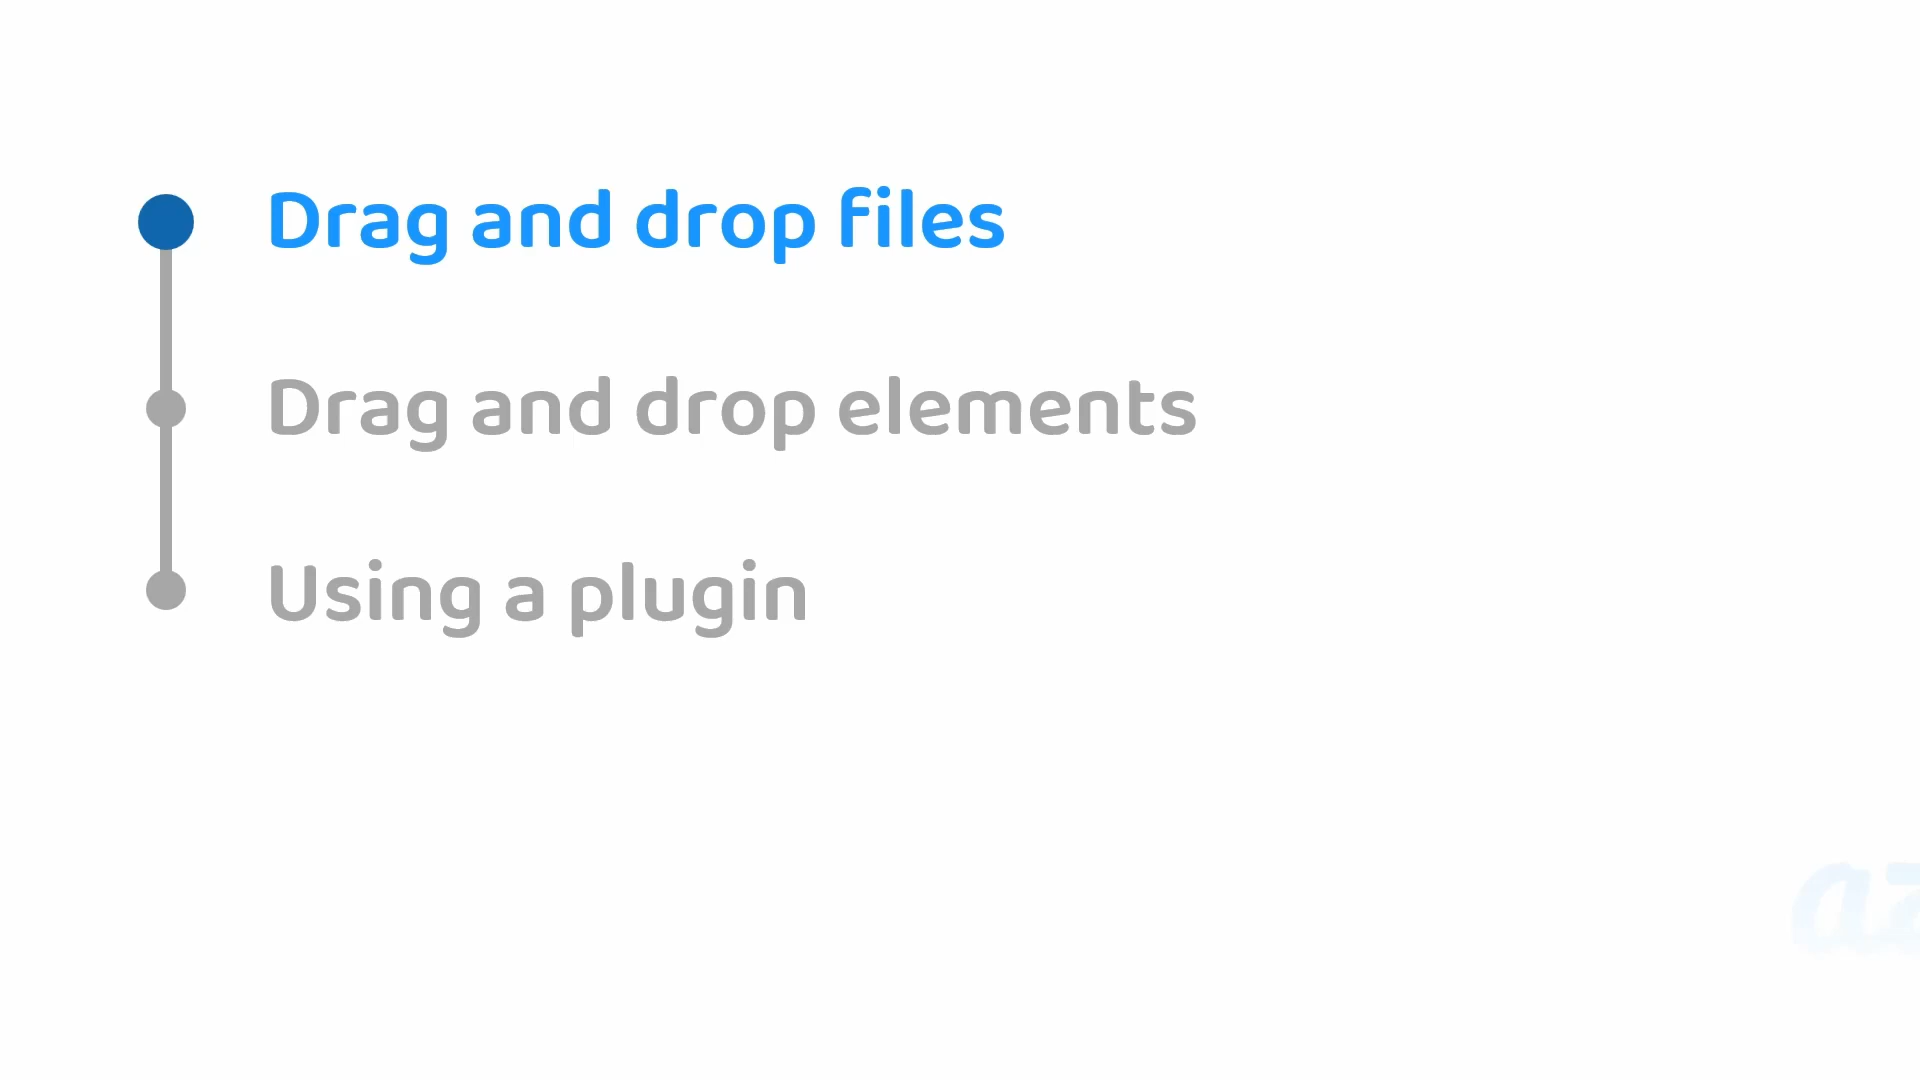 Drag and drop files
Drag and drop elements
Using a plugin